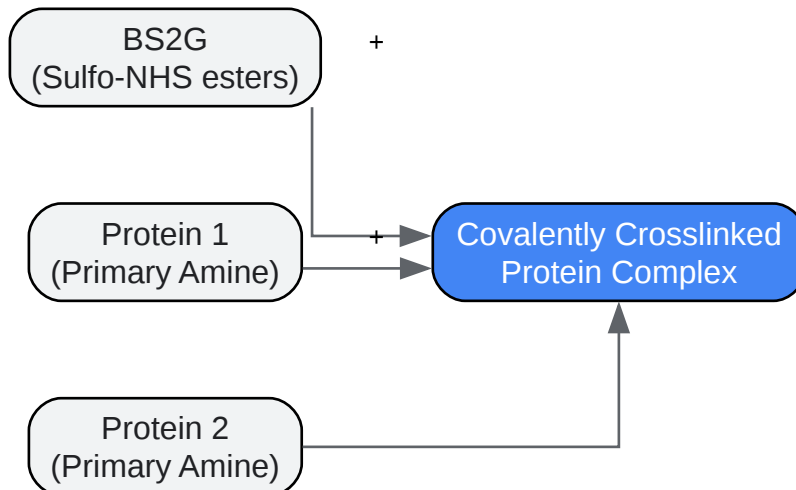 BS2G
(Sulfo-NHS esters)
+
Protein 1
(Primary Amine)
+
Covalently Crosslinked
Protein Complex
Protein 2
(Primary Amine)